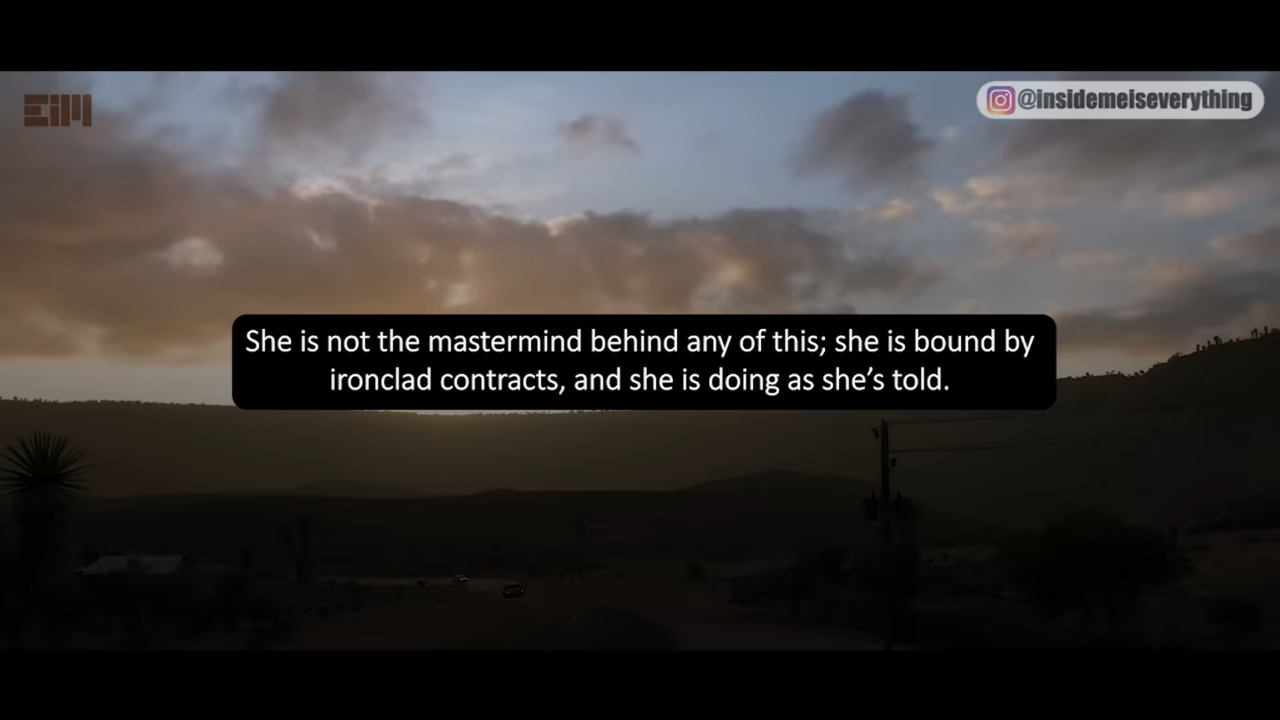 EiM
@insidemeiseverything
She is not the mastermind behind any of this; she is bound by
ironclad contracts, and she is doing as she’s told.